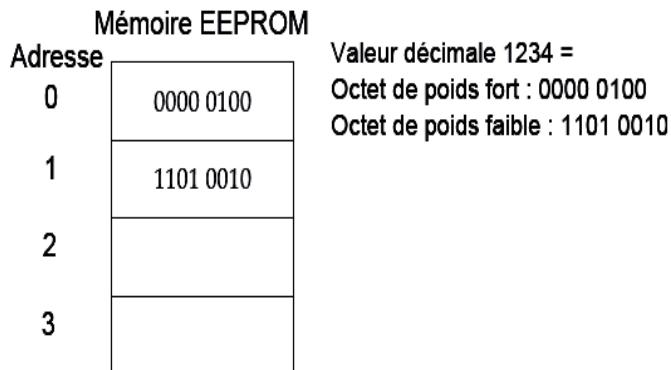 Mémoire EEPROM
Adresse
0
0000 0100
1
1101 0010
2
3
Valeur décimale 1234 =
Octet de poids fort : 0000 0100
Octet de poids faible : 1101 0010